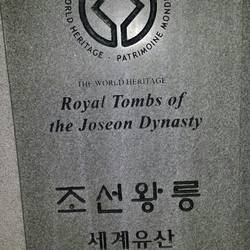 WORLD HERITAGE · PATRIMOINE MONDIAL
THE WORLD HERITAGE
Royal Tombs of
the Joseon Dynasty
조선왕릉
세계유산